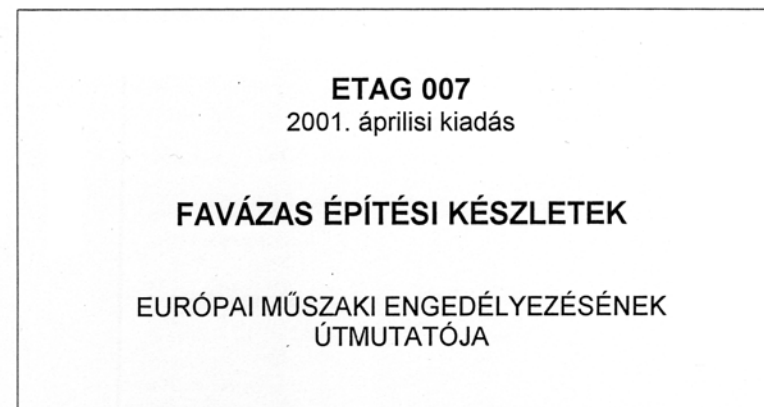 ETAG 007
2001. áprilisi kiadás
FAVÁZAS ÉPÍTÉSI KÉSZLETEK
EURÓPAI MŰSZAKI ENGEDÉLYEZÉSÉNEK
ÚTMUTATÓJA